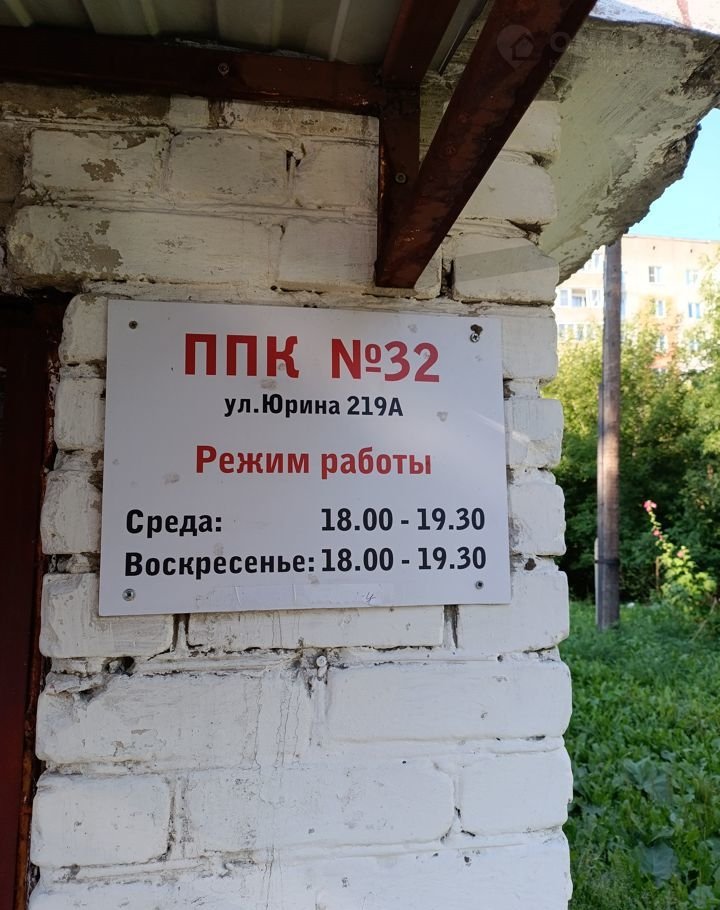 ППК №32
ул.Юрина 219А
Режим работы
Среда: 18.00 - 19.30
Воскресенье: 18.00 - 19.30